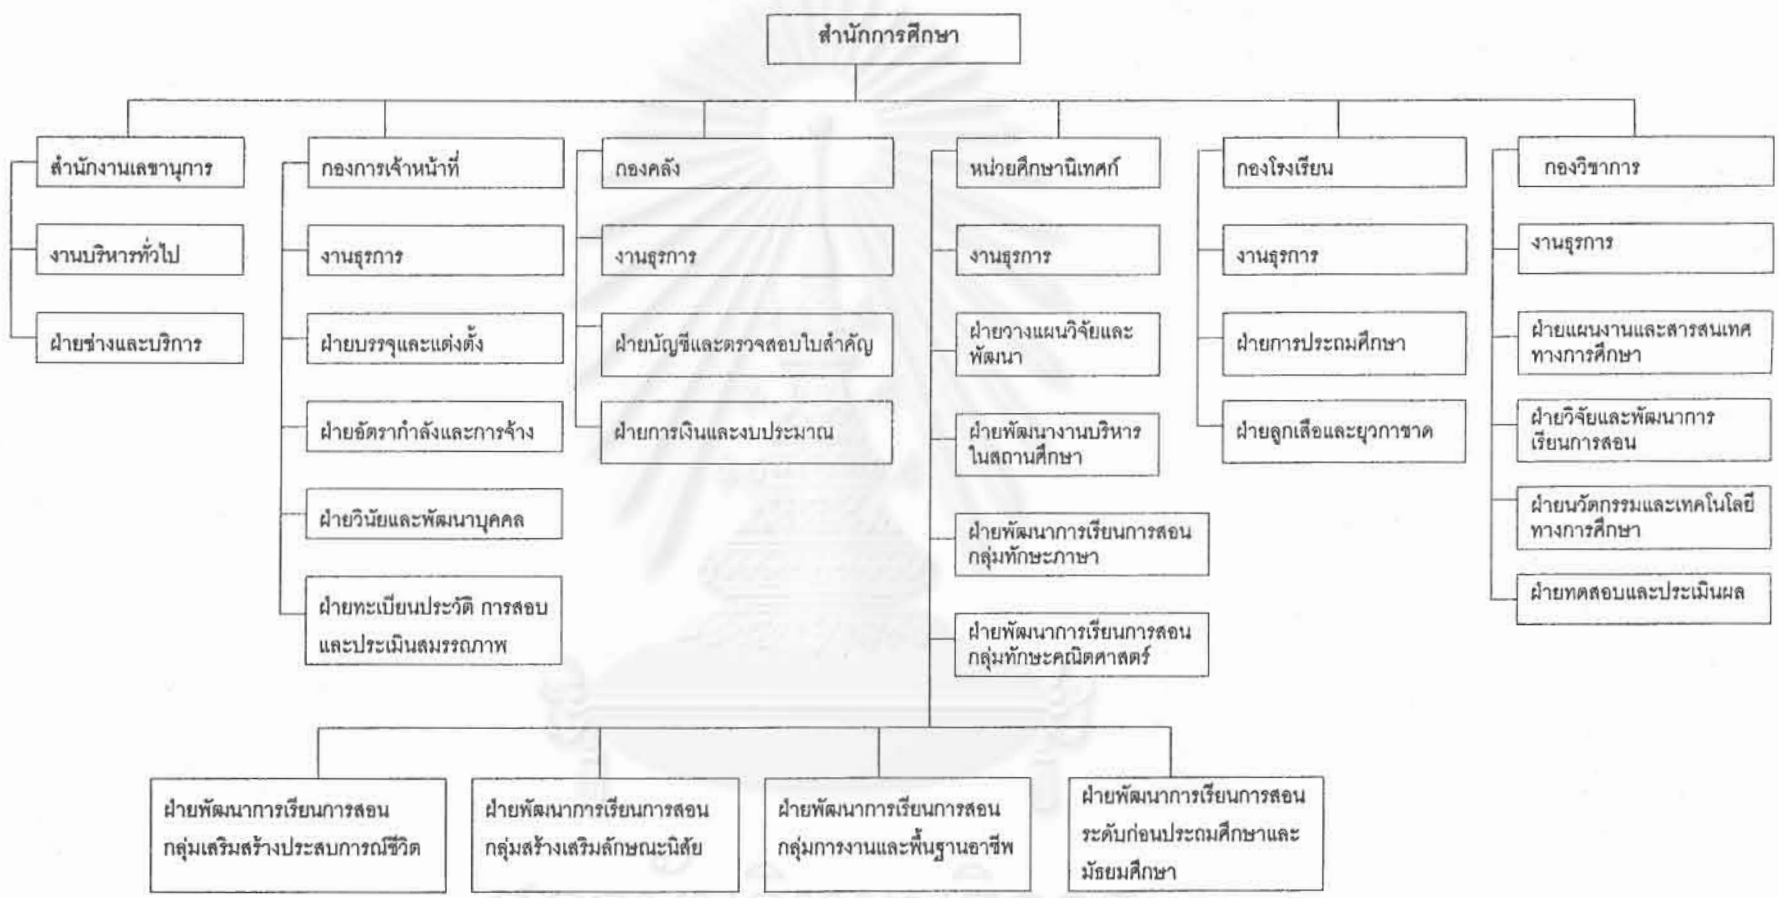 สำนักการศึกษา
สำนักงานเลขานุการ
งานบริหารทั่วไป
ฝ่ายช่างและบริการ
กองการเจ้าหน้าที่
งานธุรการ
ฝ่ายบรรจุและแต่งตั้ง
ฝ่ายอัตรากำลังและการจ้าง
ฝ่ายวินัยและพัฒนาบุคคล
ฝ่ายทะเบียนประวัติ การสอบ
และประเมินสมรรถภาพ
กองคลัง
งานธุรการ
ฝ่ายบัญชีและตรวจสอบใบสำคัญ
ฝ่ายการเงินและงบประมาณ
หน่วยศึกษานิเทศก์
งานธุรการ
ฝ่ายวางแผนวิจัยและ
พัฒนา
ฝ่ายพัฒนางานบริหาร
ในสถานศึกษา
ฝ่ายพัฒนาการเรียนการสอน
กลุ่มทักษะภาษา
ฝ่ายพัฒนาการเรียนการสอน
กลุ่มทักษะคณิตศาสตร์
ฝ่ายพัฒนาการเรียนการสอน
กลุ่มเสริมสร้างประสบการณ์ชีวิต
ฝ่ายพัฒนาการเรียนการสอน
กลุ่มสร้างเสริมลักษณะนิสัย
ฝ่ายพัฒนาการเรียนการสอน
กลุ่มการงานและพื้นฐานอาชีพ
ฝ่ายพัฒนาการเรียนการสอน
ระดับก่อนประถมศึกษาและ
มัธยมศึกษา
กองโรงเรียน
งานธุรการ
ฝ่ายการประถมศึกษา
ฝ่ายลูกเสือและยุวกาชาด
กองวิชาการ
งานธุรการ
ฝ่ายแผนงานและสารสนเทศ
ทางการศึกษา
ฝ่ายวิจัยและพัฒนาการ
เรียนการสอน
ฝ่ายนวัตกรรมและเทคโนโลยี
ทางการศึกษา
ฝ่ายทดสอบและประเมินผล